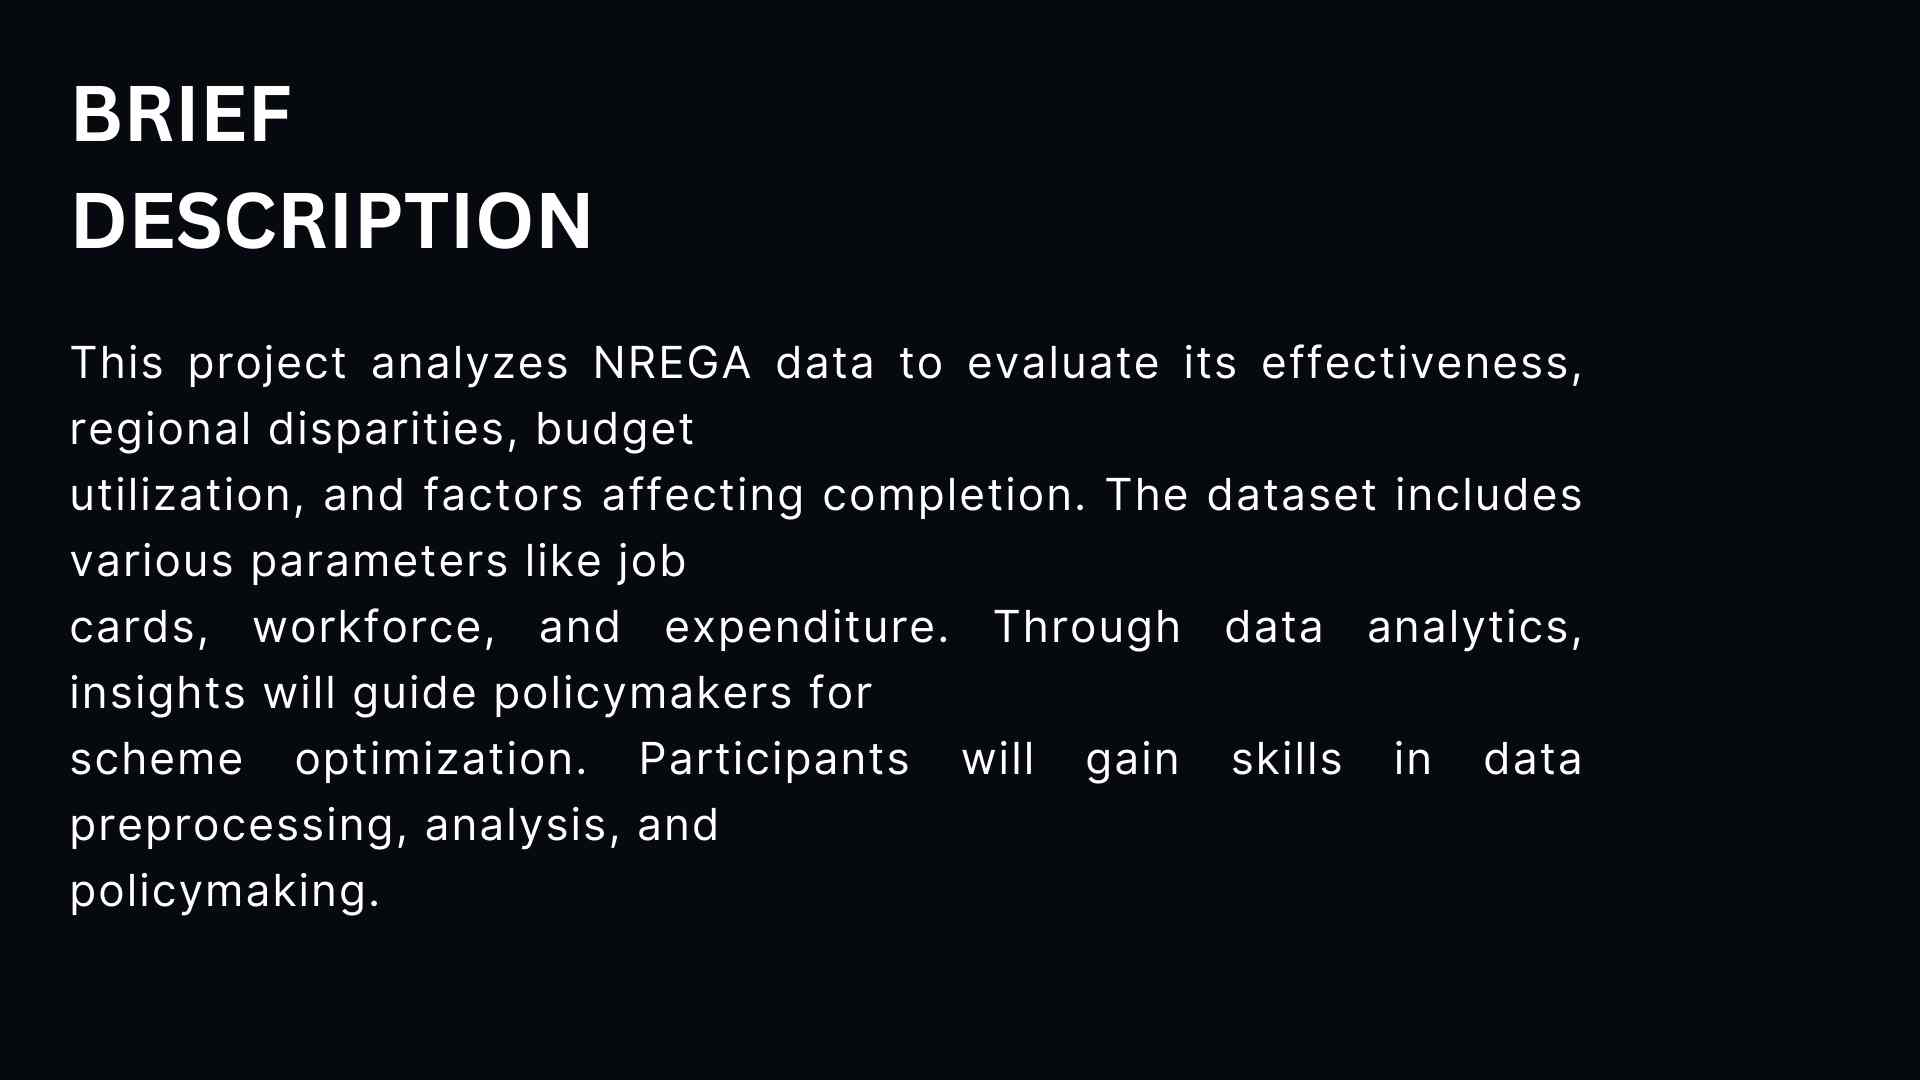 BRIEF
DESCRIPTION
This project analyzes NREGA data to evaluate its effectiveness,
regional disparities, budget
utilization, and factors affecting completion. The dataset includes
various parameters like job
cards, workforce, and expenditure. Through data analytics,
insights will guide policymakers for
scheme optimization. Participants will gain skills in data
preprocessing, analysis, and
policymaking.